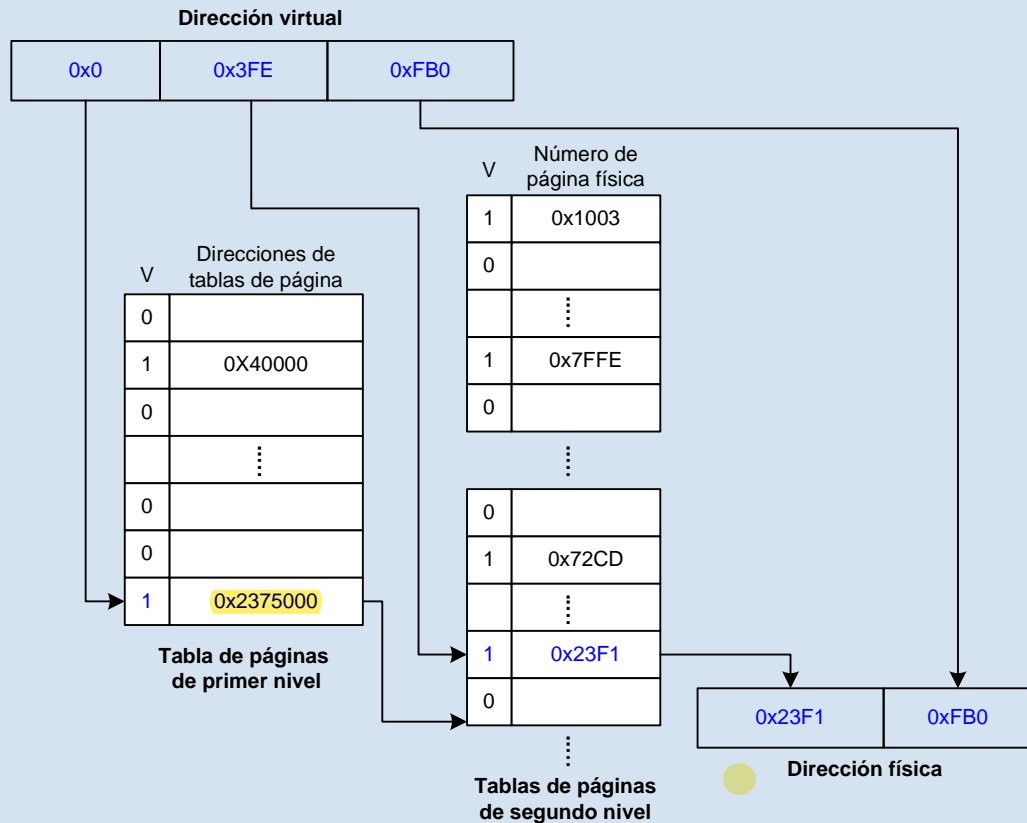 Dirección virtual
0x0 0x3FE 0xFB0
V Número de
página física
1 0x1003
0
1 0x7FFE
0
V Direcciones de
tablas de página
0
1 0X40000
0
0
0
1 0x2375000
Tabla de páginas
de primer nivel
0
1 0x72CD
1 0x23F1
0
Tablas de páginas
de segundo nivel
0x23F1 0xFB0
Dirección física